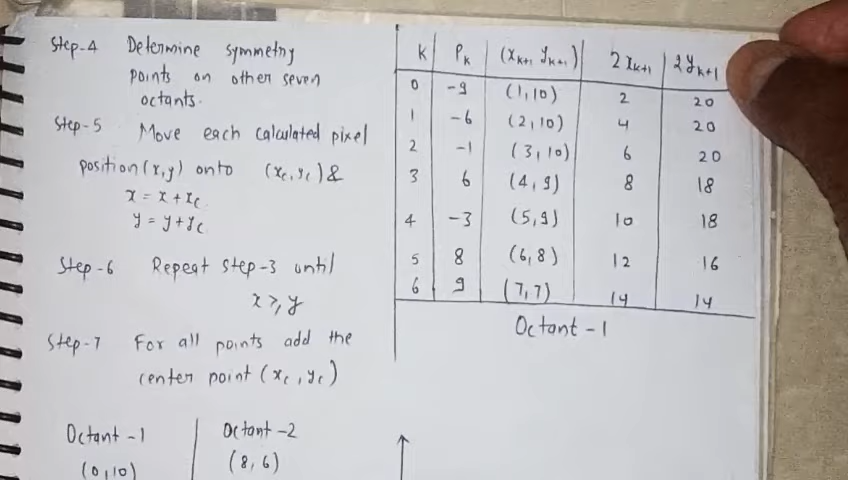 Step-4 Determine symmetry
points on other seven
octants.
Step-5 Move each calculated pixel
position (x,y) onto (xc,yc) &
x = x + xc
y = y + yc
Step-6 Repeat step-3 until
x ≥ y
Step-7 For all points add the
center point (xc, yc)
Octant -1 Octant -2
(0,10) (8,6)
K Pk (xk+1 yk+1) 2xk+1 2yk+1
0 -9 (1,10) 2 20
1 -6 (2,10) 4 20
2 -1 (3,10) 6 20
3 6 (4,9) 8 18
4 -3 (5,9) 10 18
5 8 (6,8) 12 16
6 9 (7,7) 14 14
Octant -1